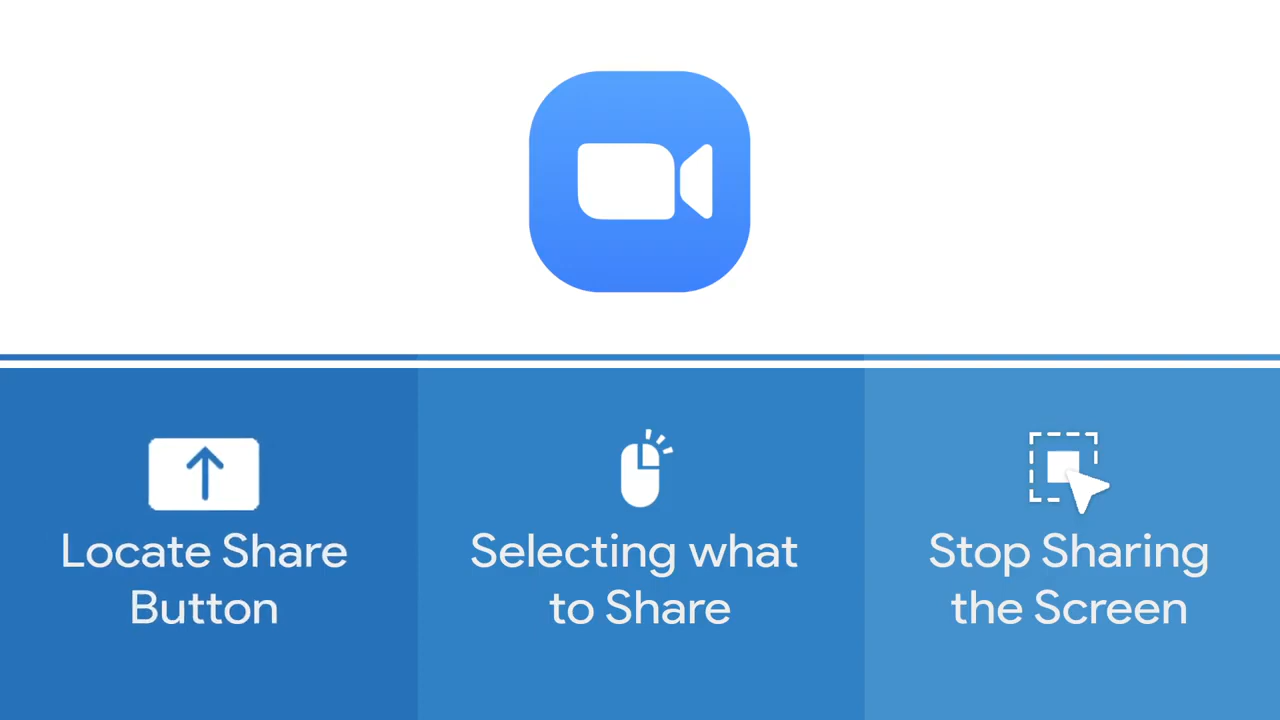 Locate Share
Button
Selecting what
to Share
Stop Sharing
the Screen